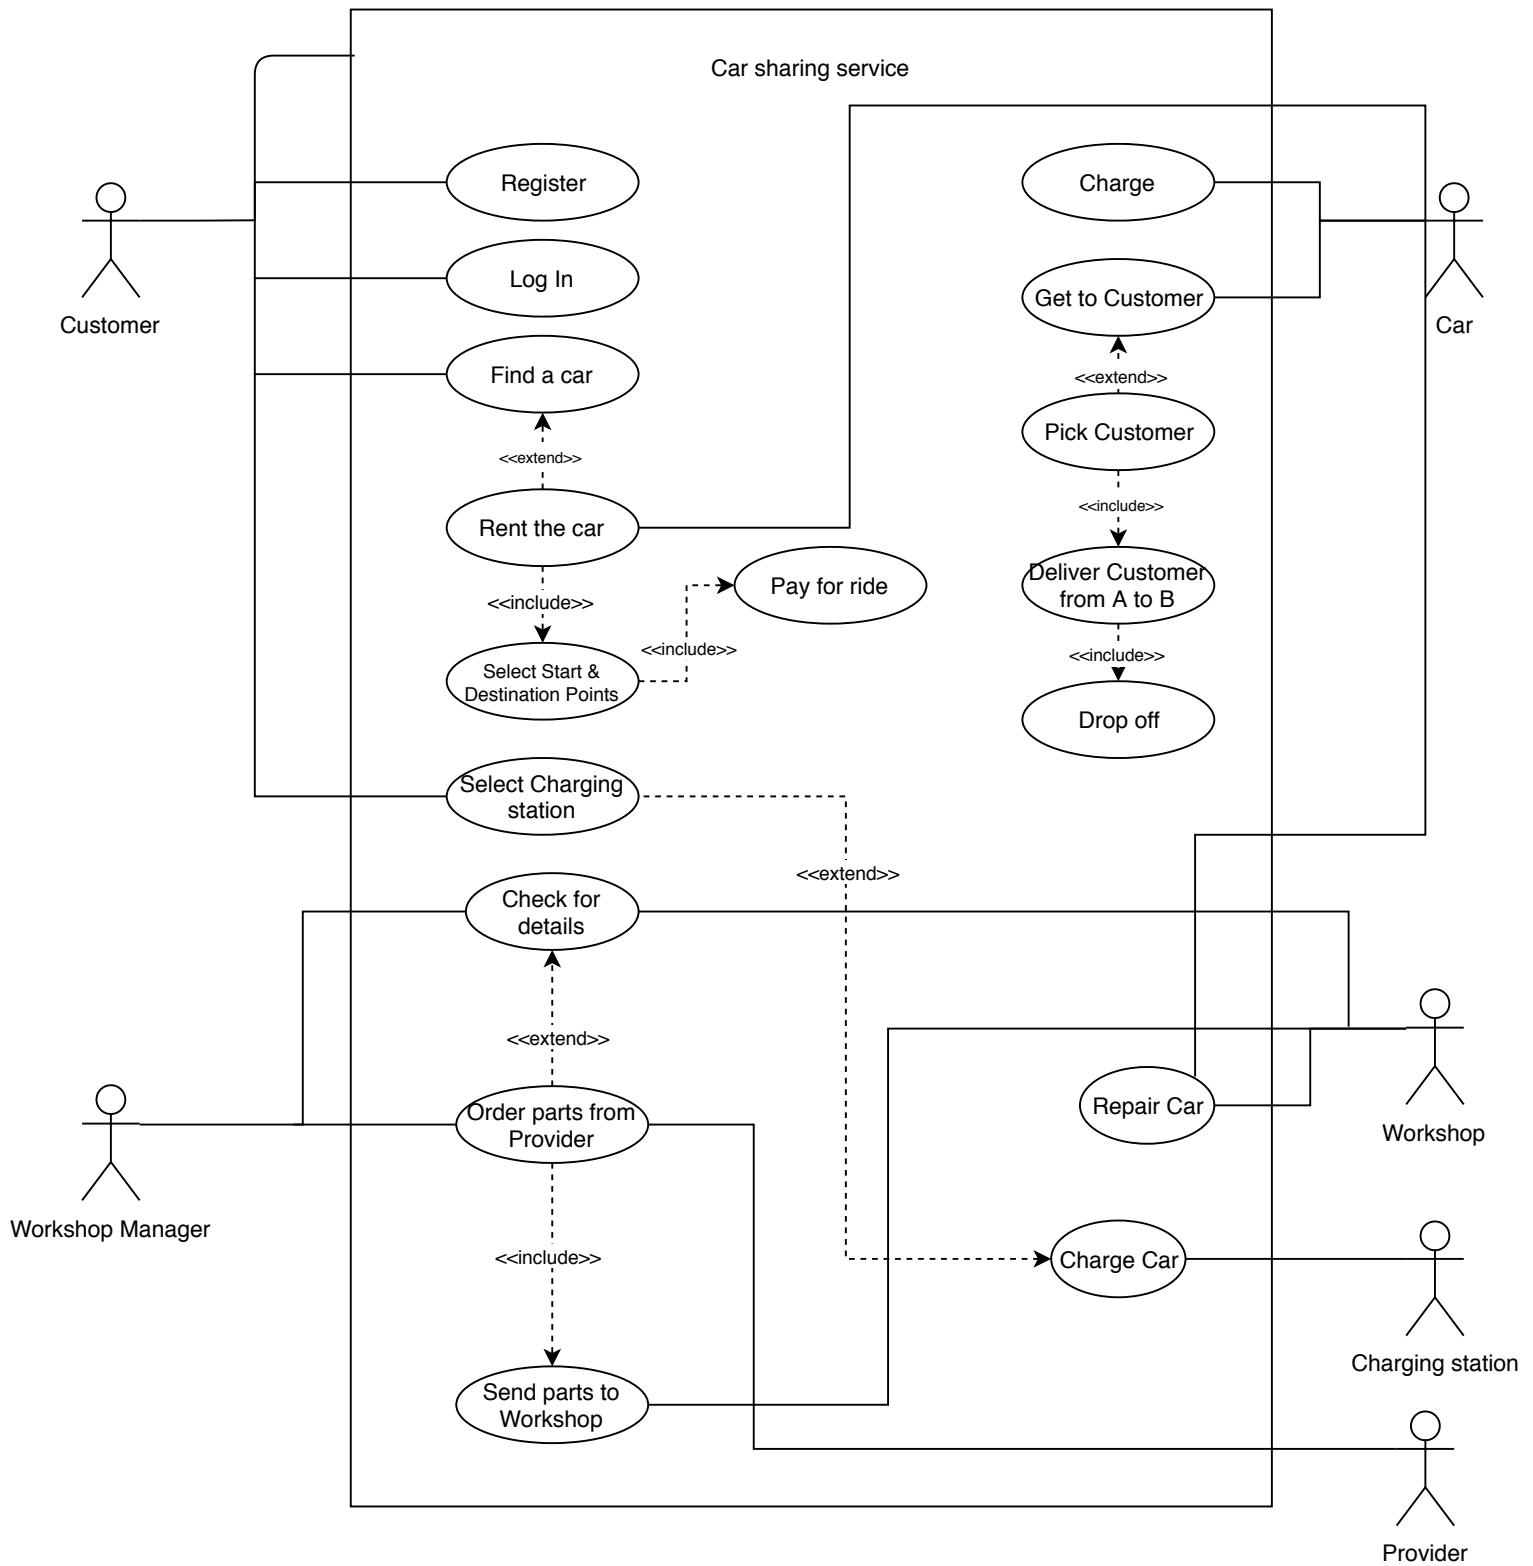 Car sharing service
Register
Charge
Log In
Get to Customer
Customer
Car
Find a car
<<extend>>
Pick Customer
<<extend>>
Rent the car
<<include>>
Deliver Customer
from A to B
Pay for ride
<<include>>
<<include>>
<<include>>
Select Start &
Destination Points
Drop off
Select Charging
station
<<extend>>
Check for
details
<<extend>>
Order parts from
Provider
Repair Car
Workshop
Workshop Manager
<<include>>
Charge Car
Charging station
Send parts to
Workshop
Provider